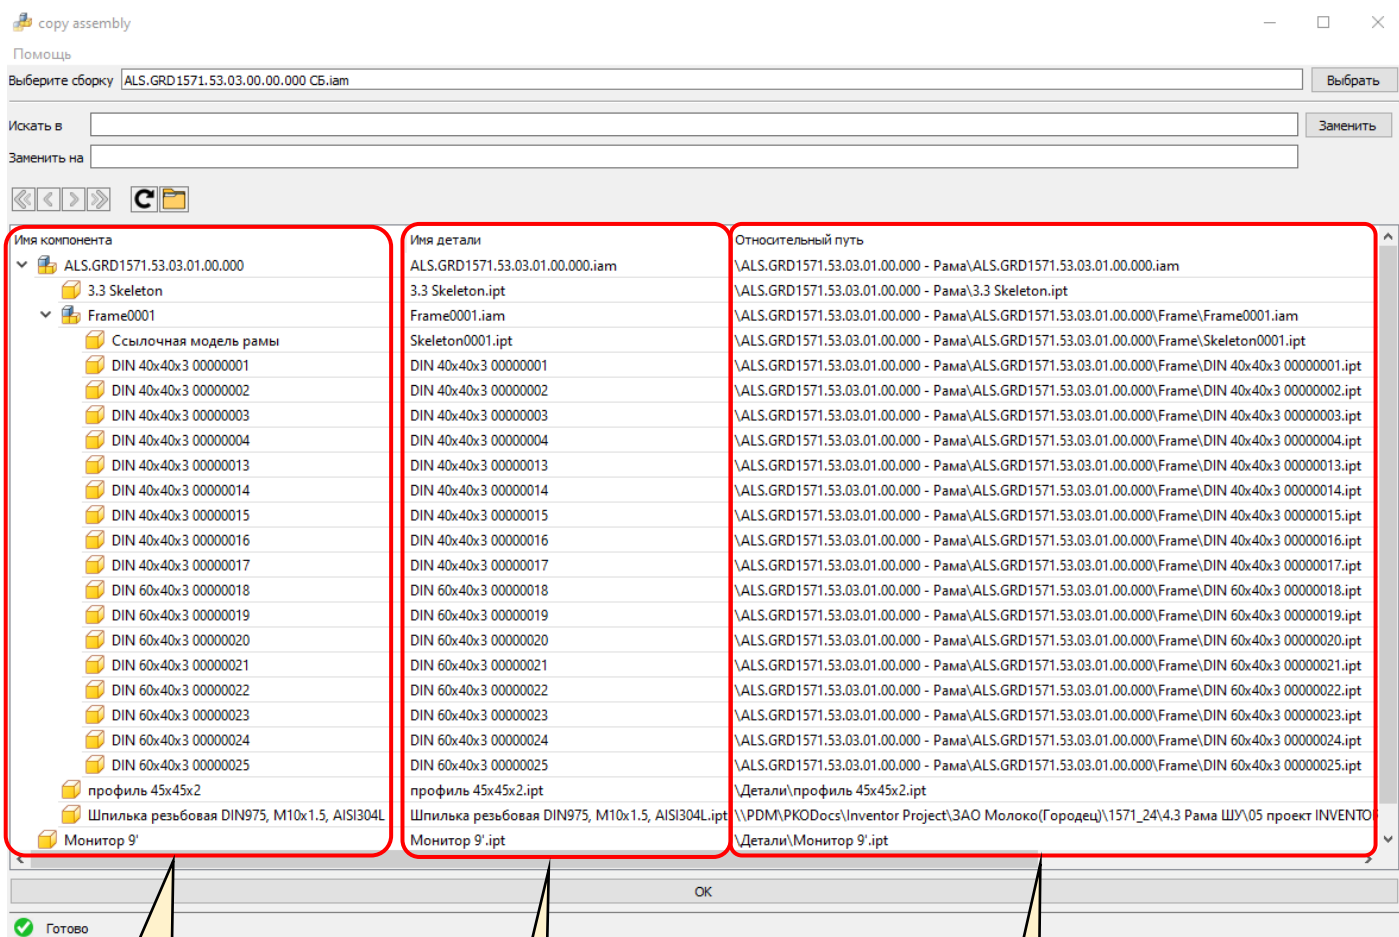 copy assembly
Помощь
Выберите сборку ALS.GRD1571.53.03.00.00.000 СБ.iam Выбрать
Искать в Заменить
Заменить на
Имя компонента Имя детали Относительный путь
ALS.GRD1571.53.03.01.00.000 ALS.GRD1571.53.03.01.00.000.iam \ALS.GRD1571.53.03.01.00.000 - Рама\ALS.GRD1571.53.03.01.00.000.iam
3.3 Skeleton 3.3 Skeleton.ipt \ALS.GRD1571.53.03.01.00.000 - Рама\3.3 Skeleton.ipt
Frame0001 Frame0001.iam \ALS.GRD1571.53.03.01.00.000 - Рама\ALS.GRD1571.53.03.01.00.000\Frame\Frame0001.iam
Ссылочная модель рамы Skeleton0001.ipt \ALS.GRD1571.53.03.01.00.000 - Рама\ALS.GRD1571.53.03.01.00.000\Frame\Skeleton0001.ipt
DIN 40x40x3 00000001 DIN 40x40x3 00000001 \ALS.GRD1571.53.03.01.00.000 - Рама\ALS.GRD1571.53.03.01.00.000\Frame\DIN 40x40x3 00000001.ipt
DIN 40x40x3 00000002 DIN 40x40x3 00000002 \ALS.GRD1571.53.03.01.00.000 - Рама\ALS.GRD1571.53.03.01.00.000\Frame\DIN 40x40x3 00000002.ipt
DIN 40x40x3 00000003 DIN 40x40x3 00000003 \ALS.GRD1571.53.03.01.00.000 - Рама\ALS.GRD1571.53.03.01.00.000\Frame\DIN 40x40x3 00000003.ipt
DIN 40x40x3 00000004 DIN 40x40x3 00000004 \ALS.GRD1571.53.03.01.00.000 - Рама\ALS.GRD1571.53.03.01.00.000\Frame\DIN 40x40x3 00000004.ipt
DIN 40x40x3 00000013 DIN 40x40x3 00000013 \ALS.GRD1571.53.03.01.00.000 - Рама\ALS.GRD1571.53.03.01.00.000\Frame\DIN 40x40x3 00000013.ipt
DIN 40x40x3 00000014 DIN 40x40x3 00000014 \ALS.GRD1571.53.03.01.00.000 - Рама\ALS.GRD1571.53.03.01.00.000\Frame\DIN 40x40x3 00000014.ipt
DIN 40x40x3 00000015 DIN 40x40x3 00000015 \ALS.GRD1571.53.03.01.00.000 - Рама\ALS.GRD1571.53.03.01.00.000\Frame\DIN 40x40x3 00000015.ipt
DIN 40x40x3 00000016 DIN 40x40x3 00000016 \ALS.GRD1571.53.03.01.00.000 - Рама\ALS.GRD1571.53.03.01.00.000\Frame\DIN 40x40x3 00000016.ipt
DIN 40x40x3 00000017 DIN 40x40x3 00000017 \ALS.GRD1571.53.03.01.00.000 - Рама\ALS.GRD1571.53.03.01.00.000\Frame\DIN 40x40x3 00000017.ipt
DIN 60x40x3 00000018 DIN 60x40x3 00000018 \ALS.GRD1571.53.03.01.00.000 - Рама\ALS.GRD1571.53.03.01.00.000\Frame\DIN 60x40x3 00000018.ipt
DIN 60x40x3 00000019 DIN 60x40x3 00000019 \ALS.GRD1571.53.03.01.00.000 - Рама\ALS.GRD1571.53.03.01.00.000\Frame\DIN 60x40x3 00000019.ipt
DIN 60x40x3 00000020 DIN 60x40x3 00000020 \ALS.GRD1571.53.03.01.00.000 - Рама\ALS.GRD1571.53.03.01.00.000\Frame\DIN 60x40x3 00000020.ipt
DIN 60x40x3 00000021 DIN 60x40x3 00000021 \ALS.GRD1571.53.03.01.00.000 - Рама\ALS.GRD1571.53.03.01.00.000\Frame\DIN 60x40x3 00000021.ipt
DIN 60x40x3 00000022 DIN 60x40x3 00000022 \ALS.GRD1571.53.03.01.00.000 - Рама\ALS.GRD1571.53.03.01.00.000\Frame\DIN 60x40x3 00000022.ipt
DIN 60x40x3 00000023 DIN 60x40x3 00000023 \ALS.GRD1571.53.03.01.00.000 - Рама\ALS.GRD1571.53.03.01.00.000\Frame\DIN 60x40x3 00000023.ipt
DIN 60x40x3 00000024 DIN 60x40x3 00000024 \ALS.GRD1571.53.03.01.00.000 - Рама\ALS.GRD1571.53.03.01.00.000\Frame\DIN 60x40x3 00000024.ipt
DIN 60x40x3 00000025 DIN 60x40x3 00000025 \ALS.GRD1571.53.03.01.00.000 - Рама\ALS.GRD1571.53.03.01.00.000\Frame\DIN 60x40x3 00000025.ipt
профиль 45x45x2 профиль 45x45x2.ipt \Детали\профиль 45x45x2.ipt
Шпилька резьбовая DIN975, M10x1.5, AISI304L Шпилька резьбовая DIN975, M10x1.5, AISI304L.ipt \\PDM\PKODocs\Inventor Project\ЗАО Молоко(Городец)\1571_24\4.3 Рама ШУ\05 проект INVENTOR
Монитор 9' Монитор 9'.ipt \Детали\Монитор 9'.ipt
OK
Готово